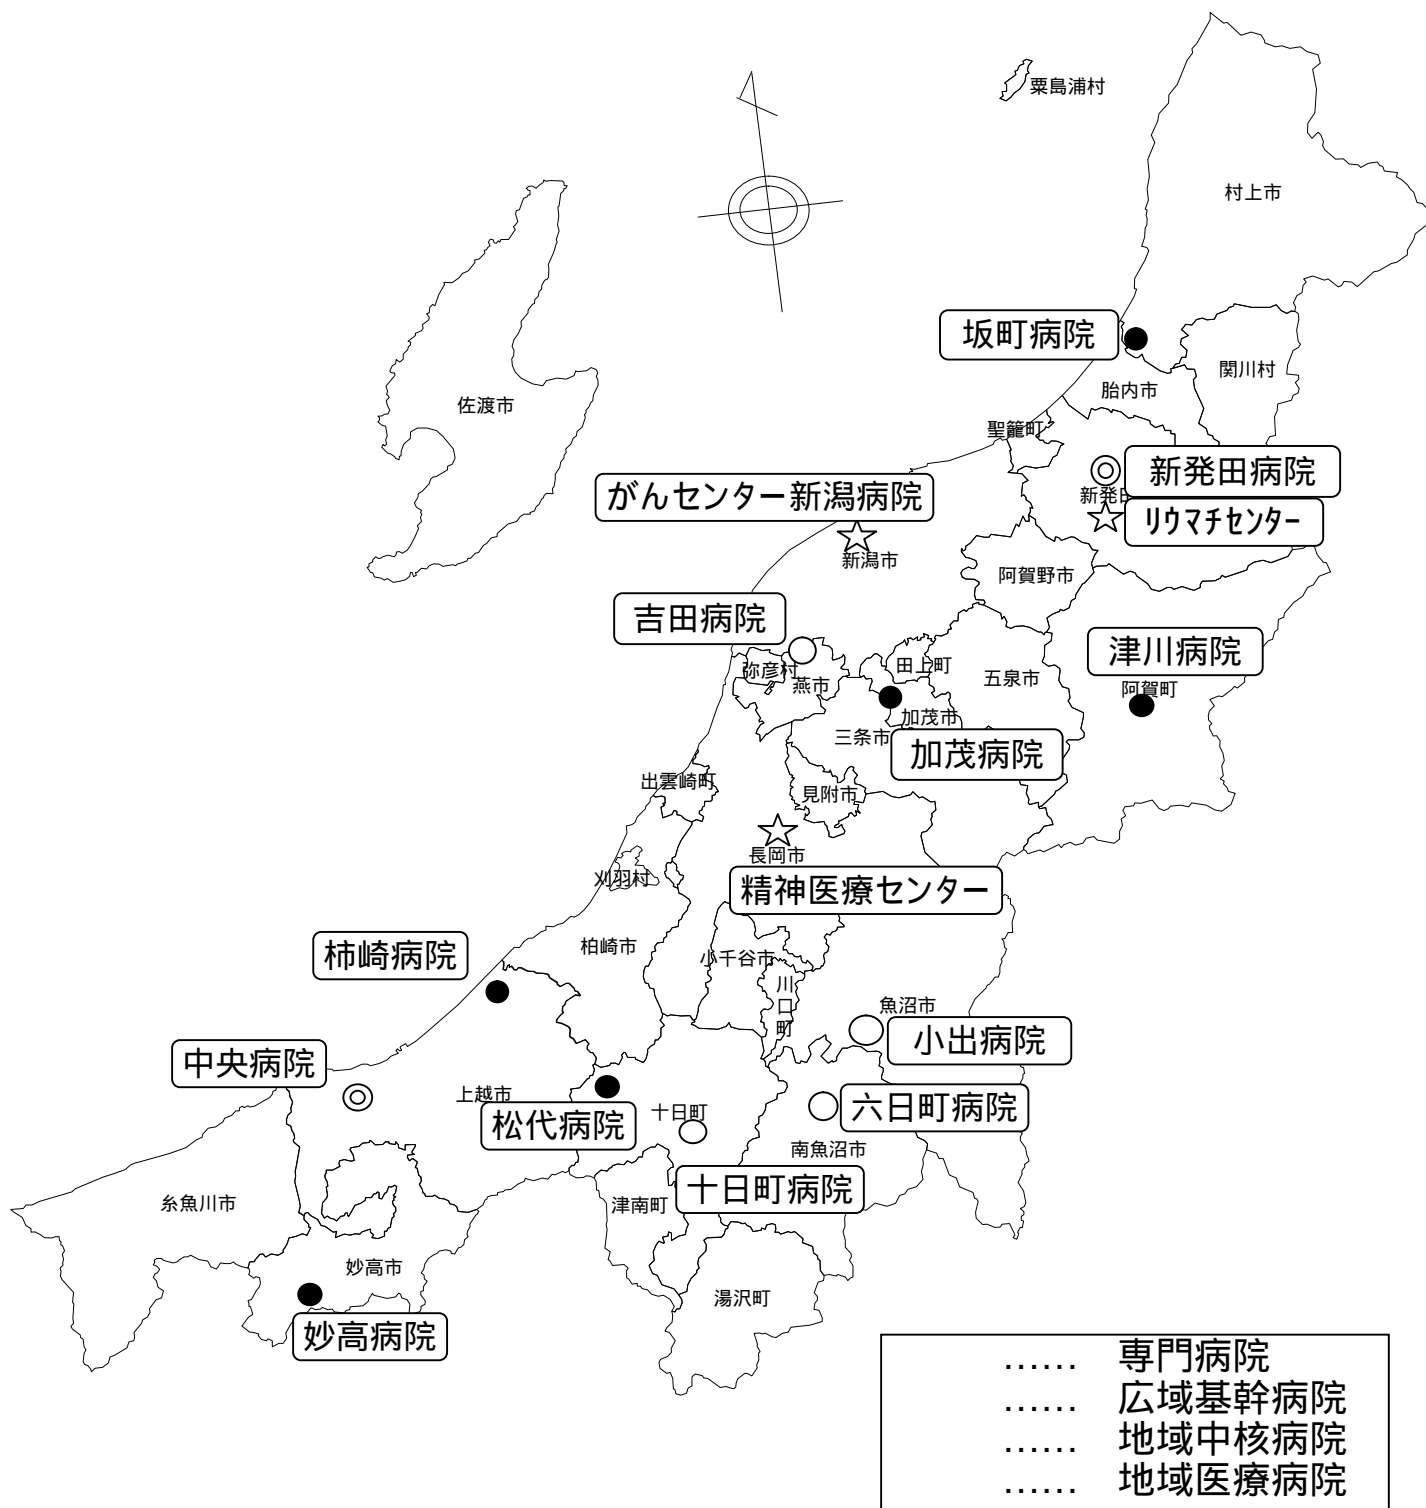 粟島浦村
村上市
坂町病院
関川村
胎内市
佐渡市
聖籠町
新発田病院
がんセンター新潟病院
新発田
リウマチセンター
新潟市
阿賀野市
吉田病院
津川病院
弥彦村
田上町
五泉市
燕市
阿賀町
加茂市
三条市
加茂病院
出雲崎町
見附市
長岡市
刈羽村
精神医療センター
柏崎市
柿崎病院
小千谷市
川口町
魚沼市
小出病院
中央病院
上越市
松代病院
十日町
六日町病院
南魚沼市
十日町病院
糸魚川市
津南町
妙高市
湯沢町
妙高病院
…… 専門病院
…… 広域基幹病院
…… 地域中核病院
…… 地域医療病院